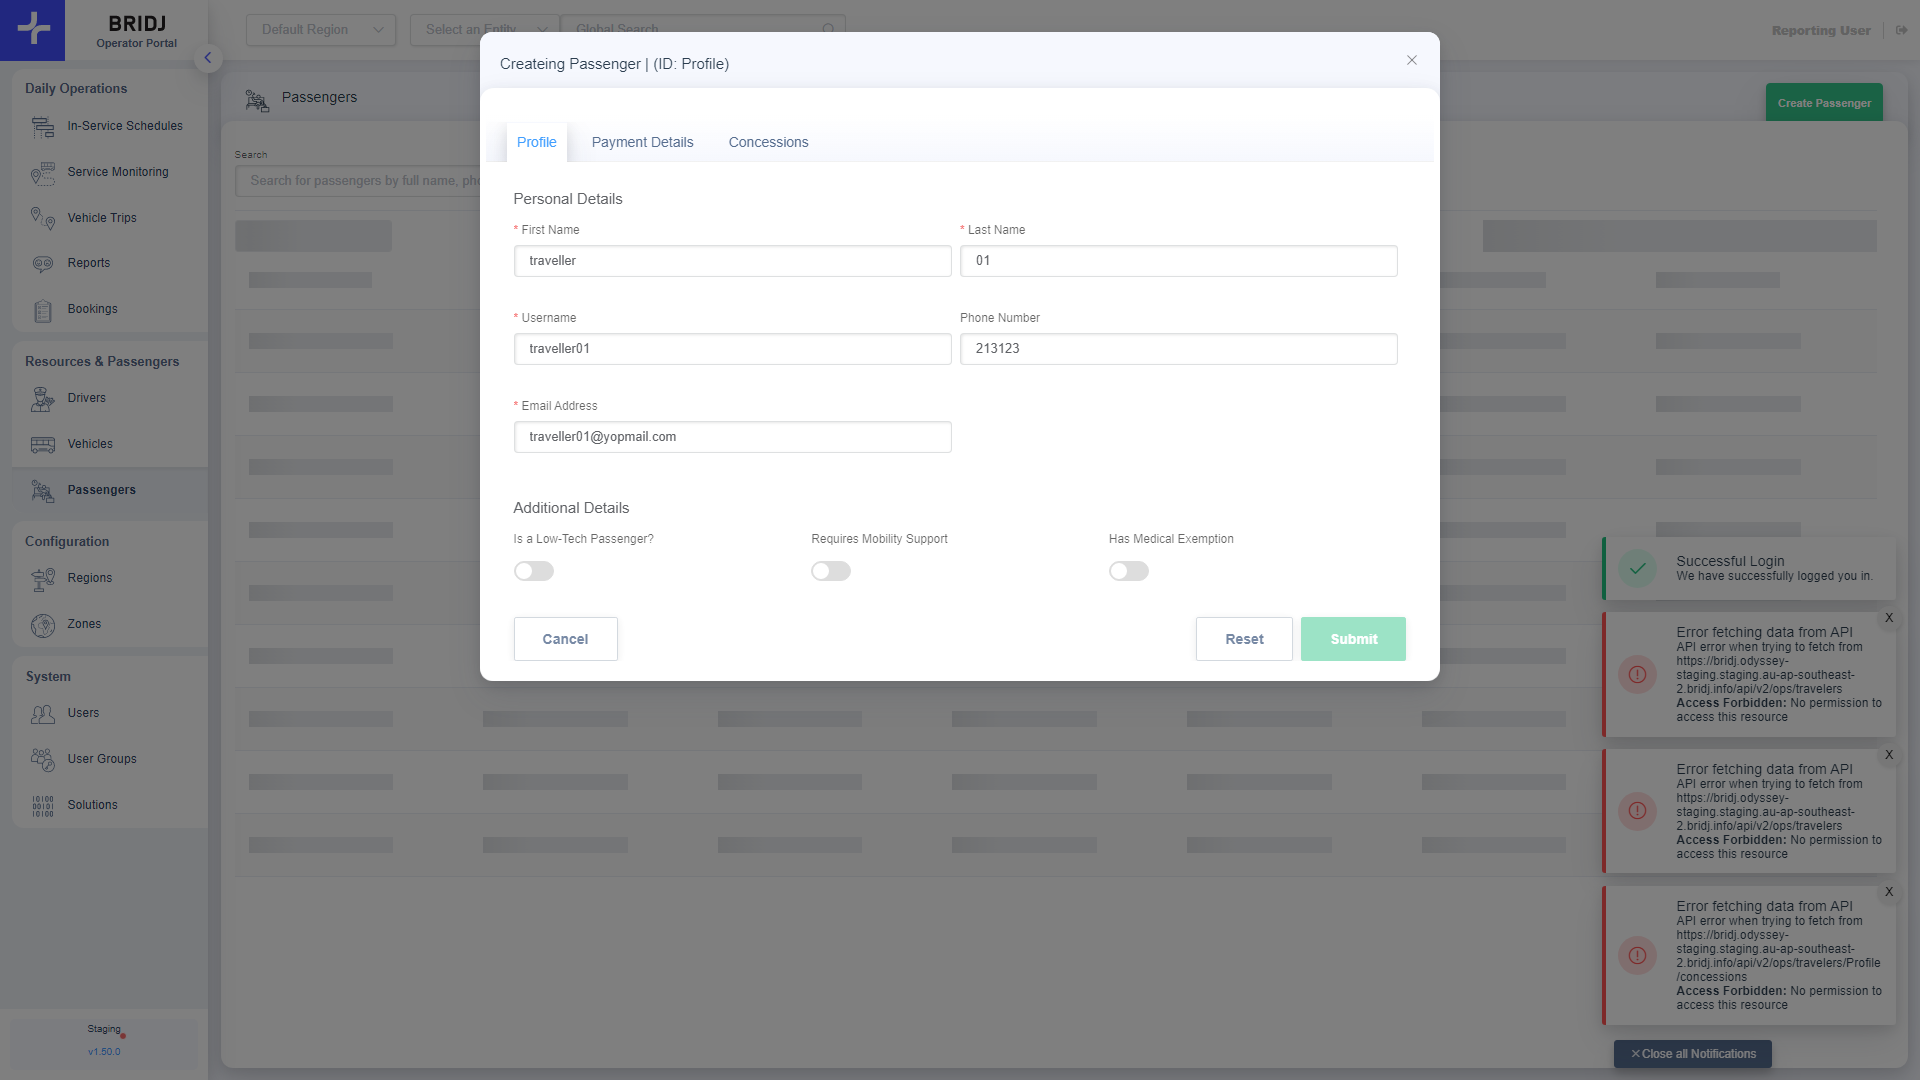 BRIDJ
Operator Portal
Default Region
Select an Entity
Global Search
Reporting User
Daily Operations
In-Service Schedules
Service Monitoring
Vehicle Trips
Reports
Bookings
Resources & Passengers
Drivers
Vehicles
Passengers
Configuration
Regions
Zones
System
Users
User Groups
Solutions
Staging
v1.50.0
Passengers
Create Passenger
Search
Search for passengers by full name, pho
Createing Passenger | (ID: Profile)
Profile
Payment Details
Concessions
Personal Details
* First Name
traveller
* Last Name
01
* Username
traveller01
Phone Number
213123
* Email Address
traveller01@yopmail.com
Additional Details
Is a Low-Tech Passenger?
Requires Mobility Support
Has Medical Exemption
Cancel
Reset
Submit
Successful Login
We have successfully logged you in.
X
Error fetching data from API
API error when trying to fetch from
https://bridj.odyssey-
staging.staging.au-ap-southeast-
2.bridj.info/api/v2/ops/travelers
Access Forbidden: No permission to
access this resource
X
Error fetching data from API
API error when trying to fetch from
https://bridj.odyssey-
staging.staging.au-ap-southeast-
2.bridj.info/api/v2/ops/travelers
Access Forbidden: No permission to
access this resource
X
Error fetching data from API
API error when trying to fetch from
https://bridj.odyssey-
staging.staging.au-ap-southeast-
2.bridj.info/api/v2/ops/travelers/Profile
/concessions
Access Forbidden: No permission to
access this resource
Close all Notifications